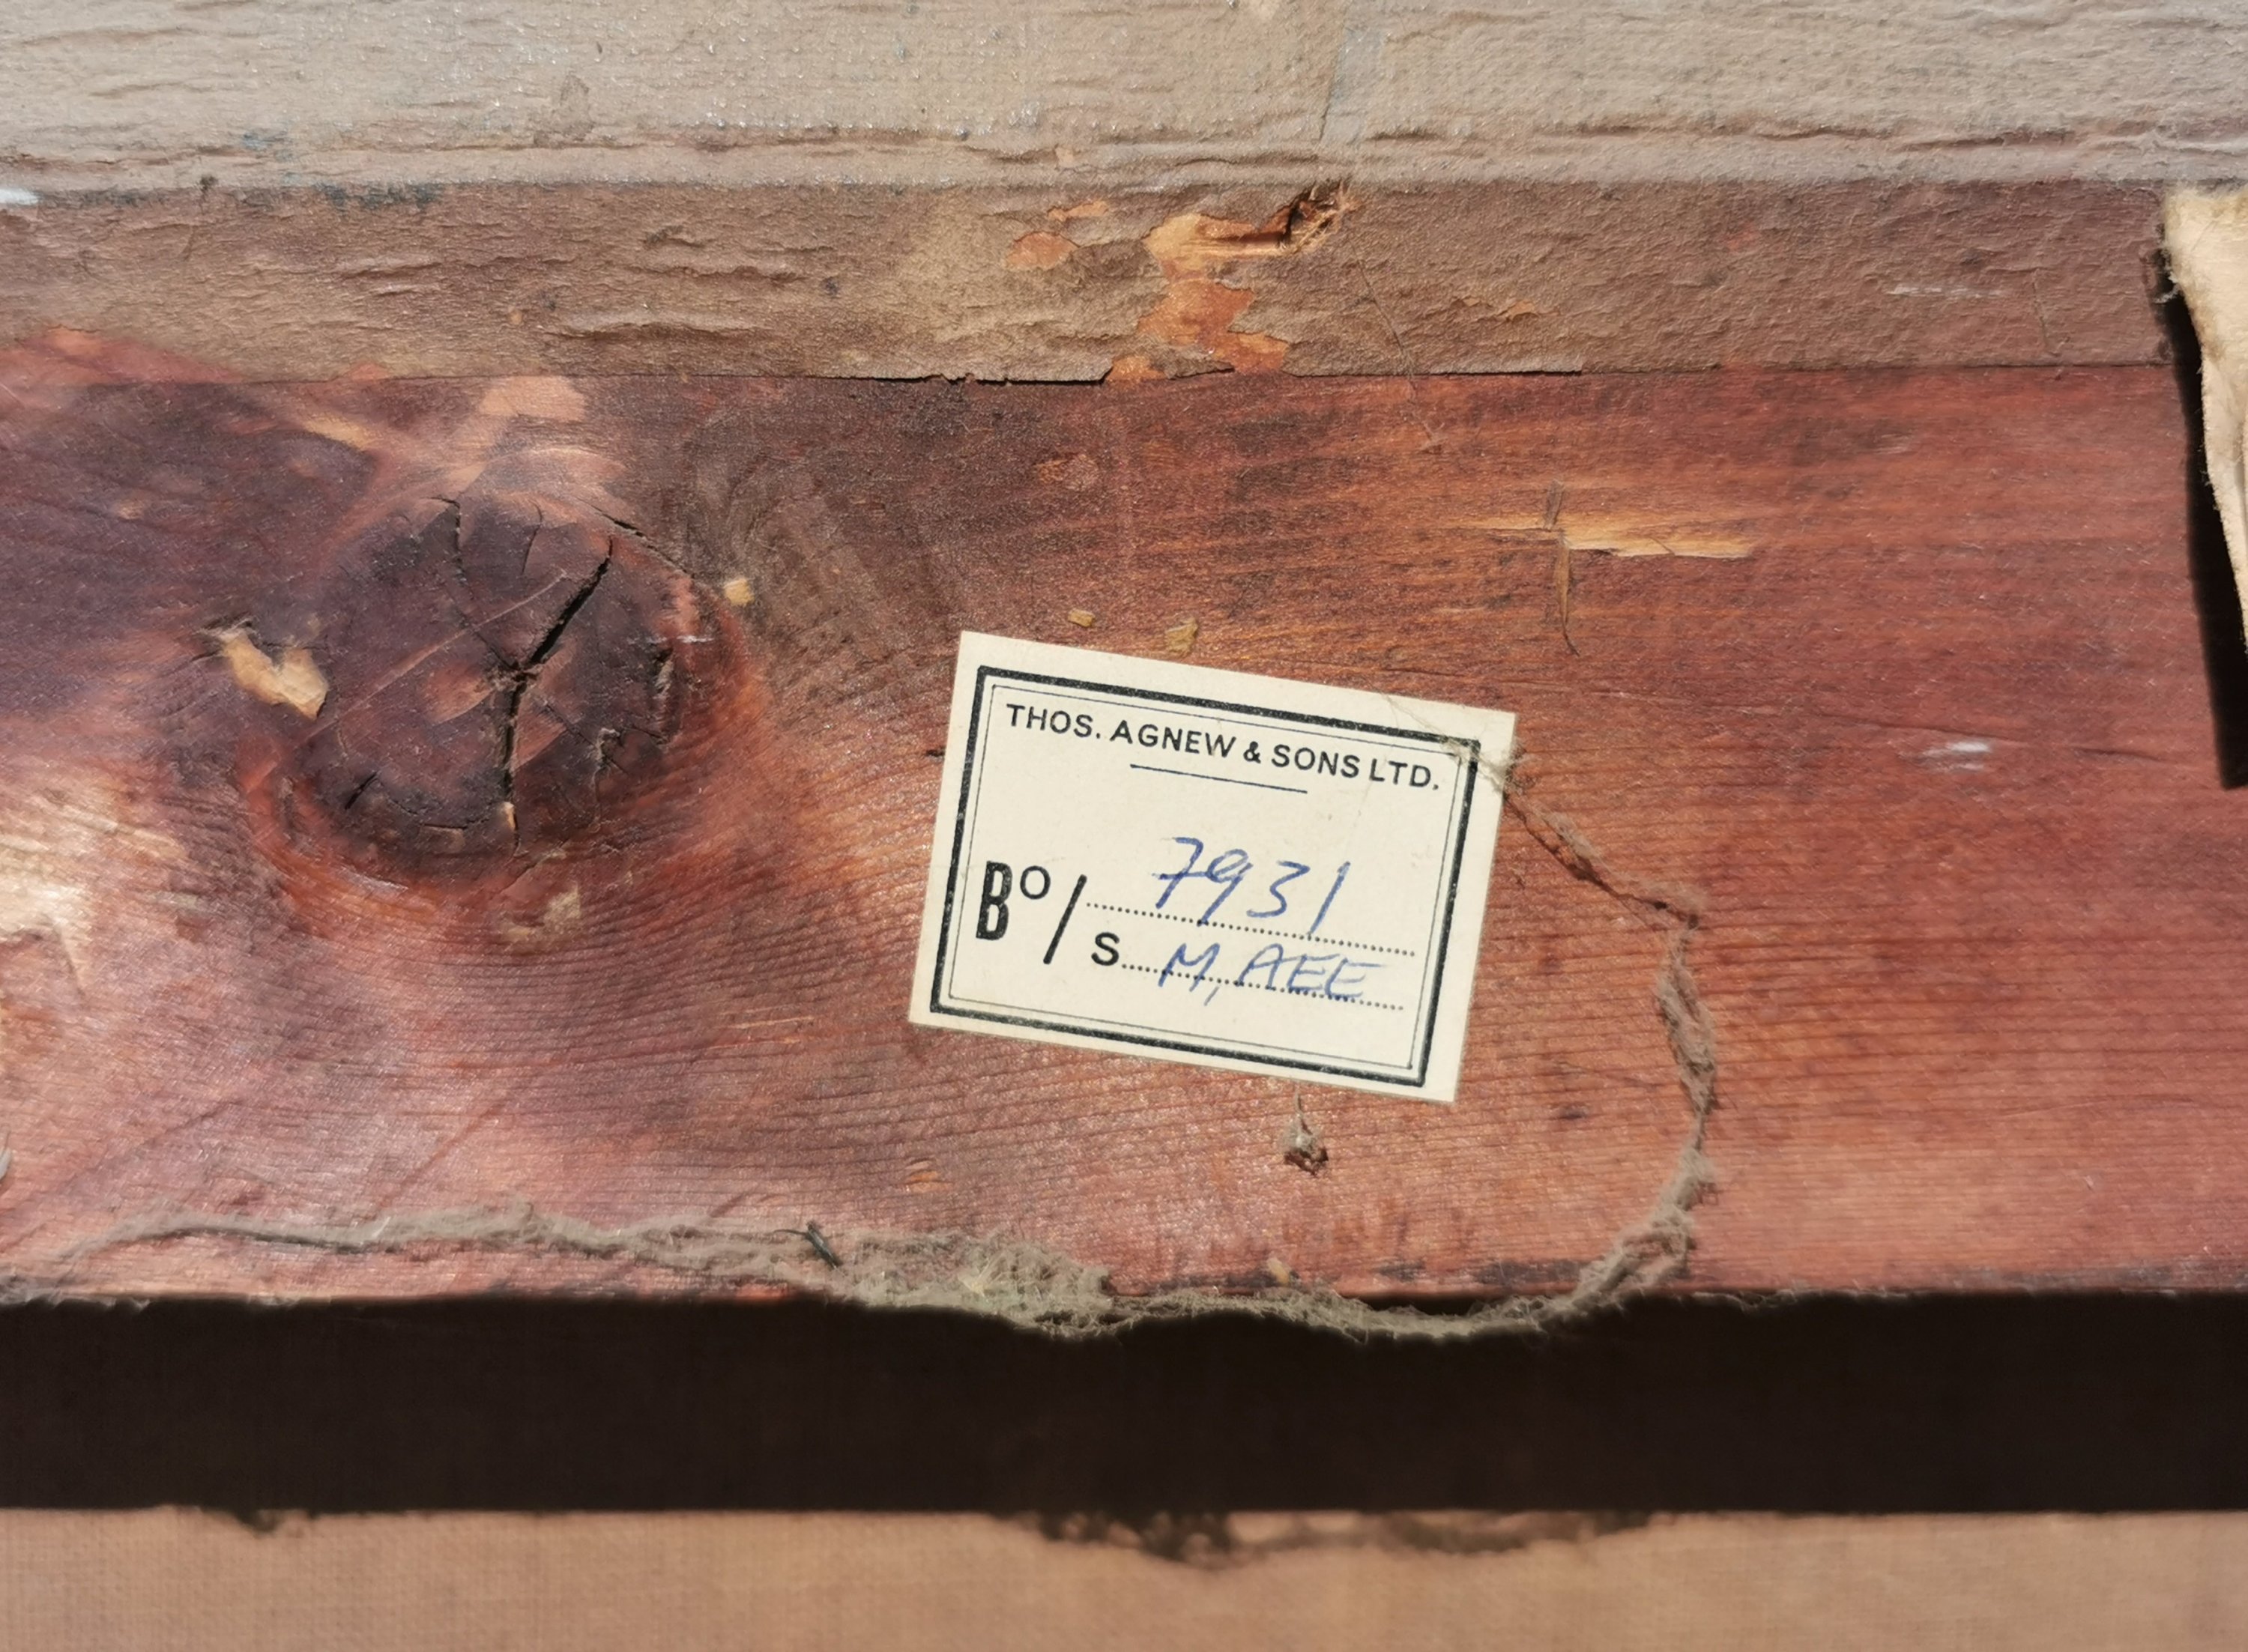 THOS. AGNEW & SONS LTD.
Bº/ 7931
S M, AEE